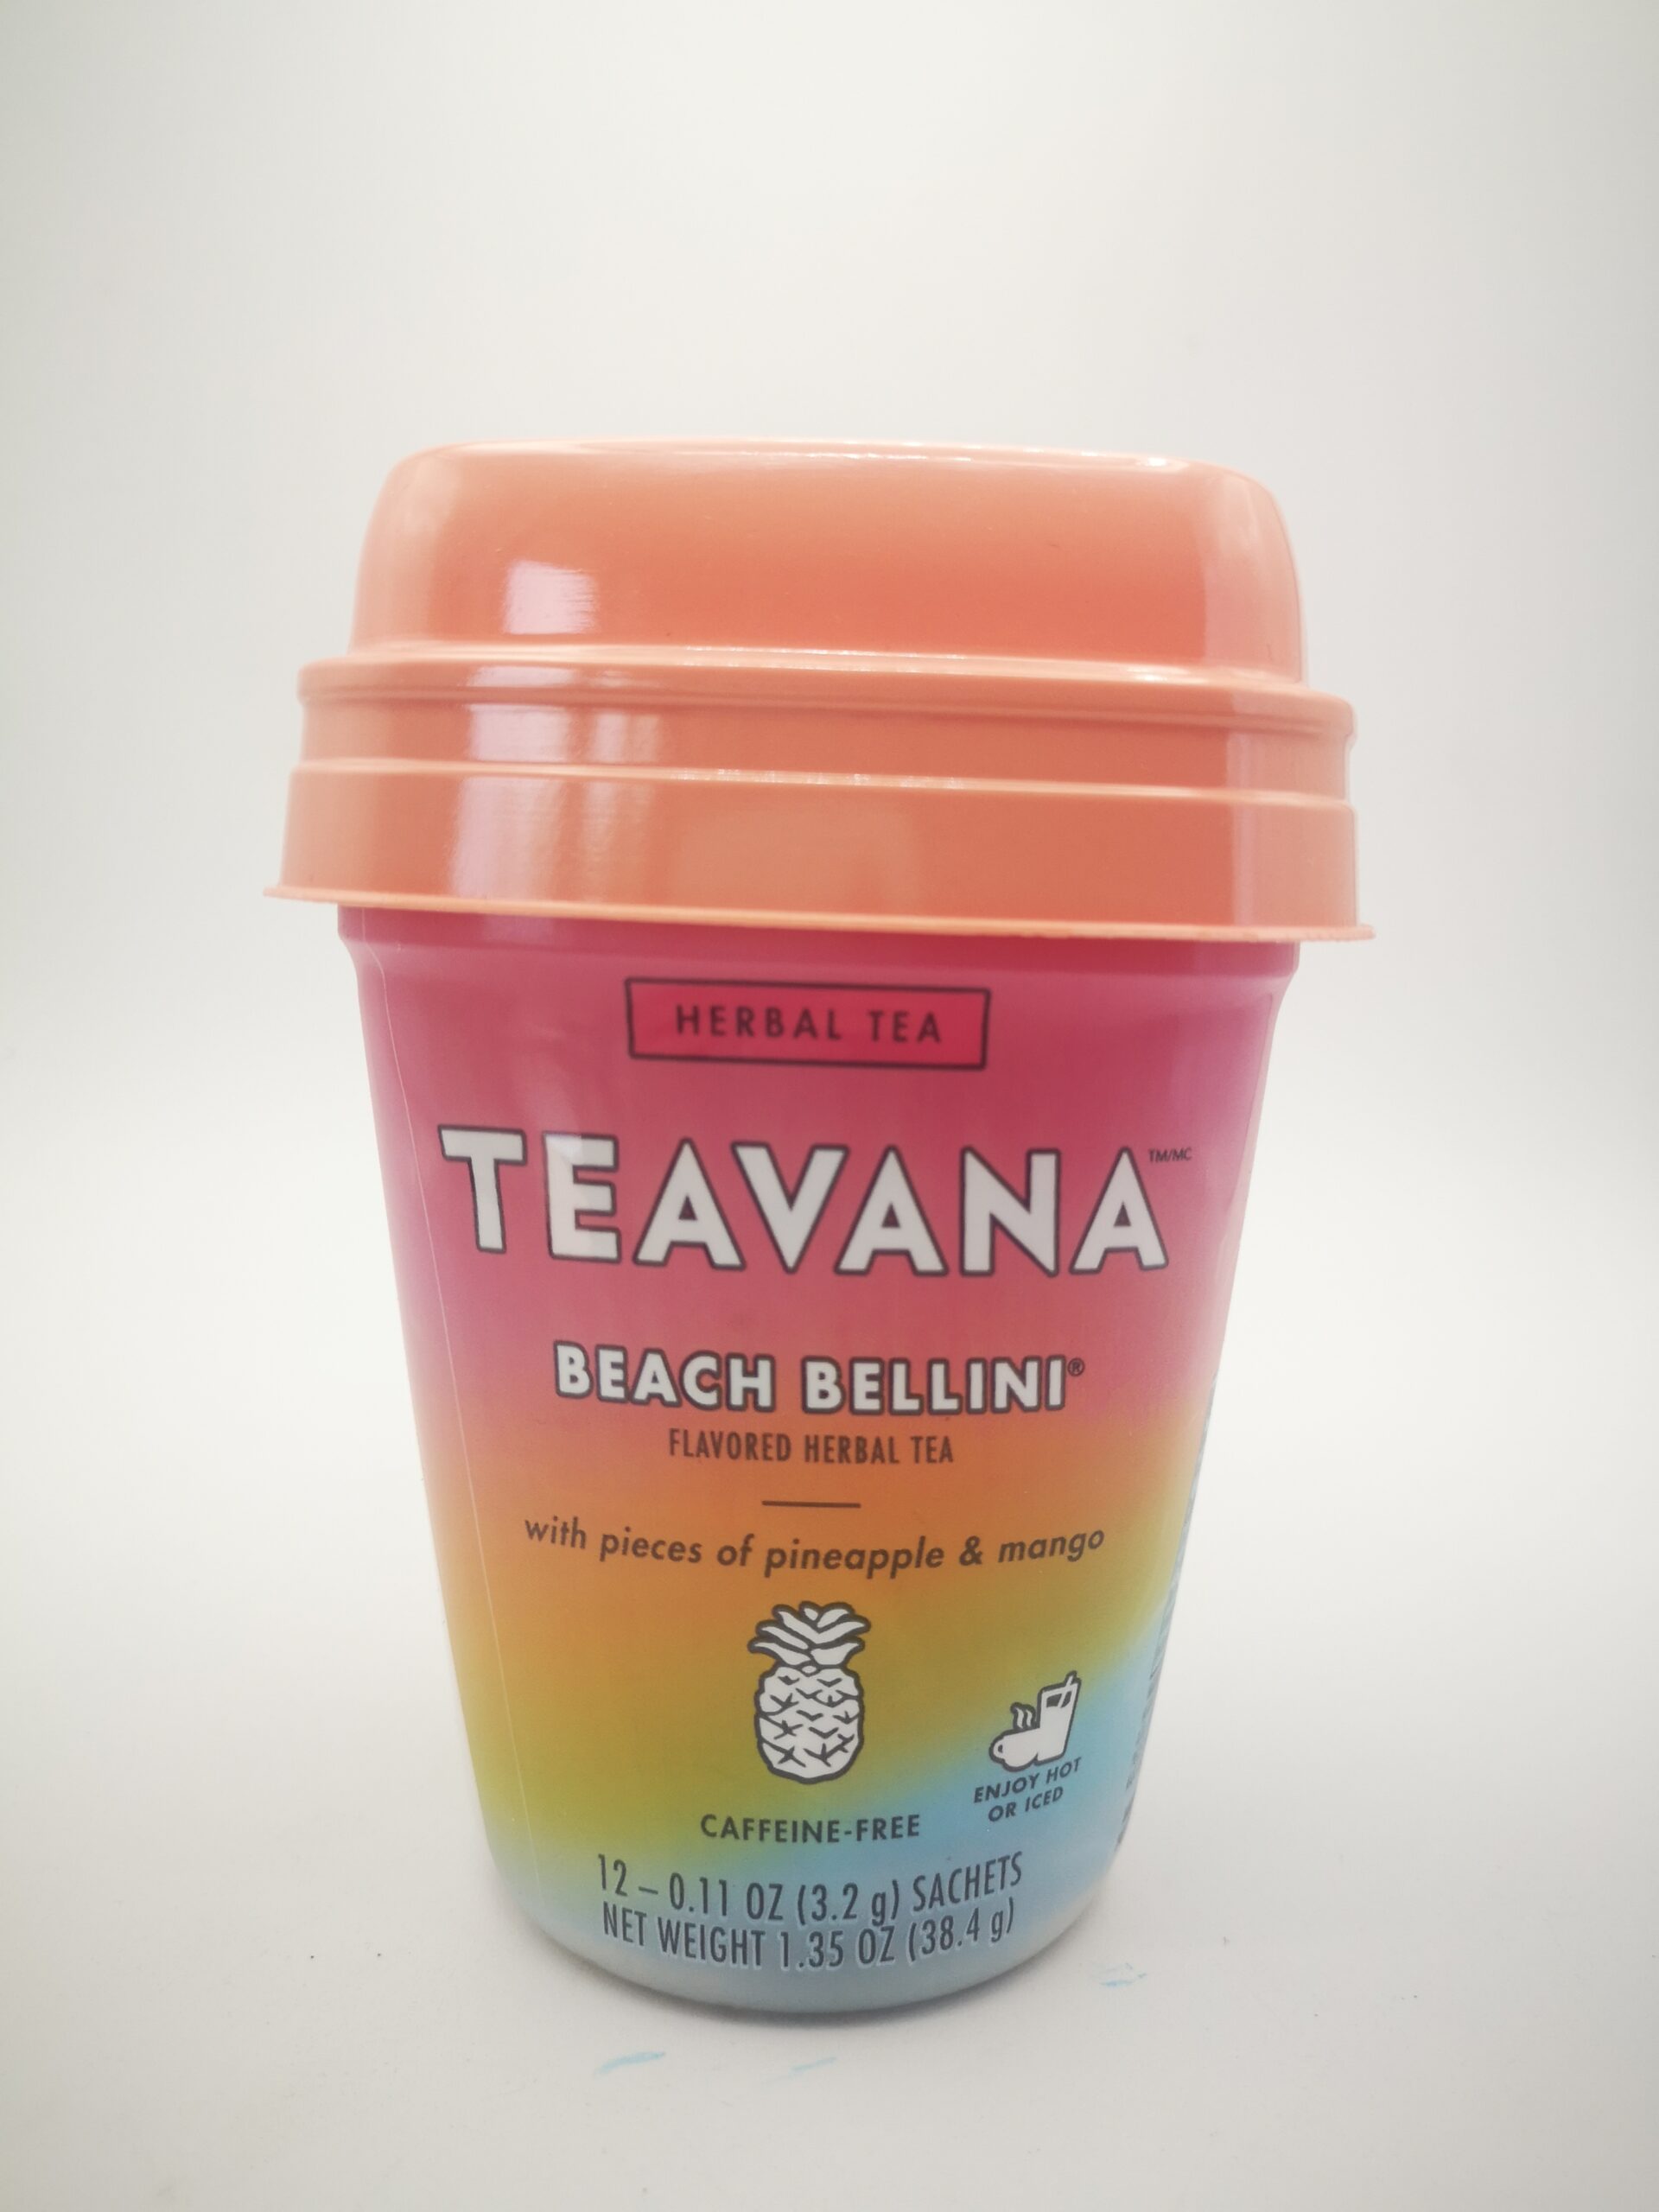 HERBAL TEA
TEAVANA™/MC
BEACH BELLINI®
FLAVORED HERBAL TEA
with pieces of pineapple & mango
ENJOY HOT
OR ICED
CAFFEINE-FREE
12 – 0.11 OZ (3.2 g) SACHETS
NET WEIGHT 1.35 OZ (38.4 g)